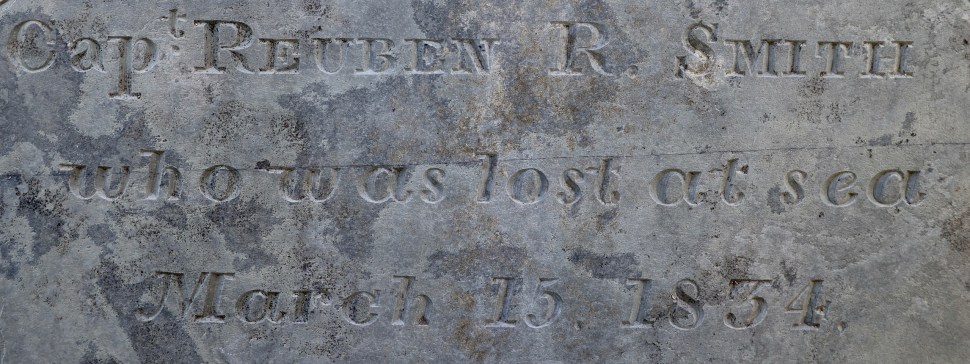 Capt REUBEN R. SMITH
who was lost at sea
March 15. 1834.